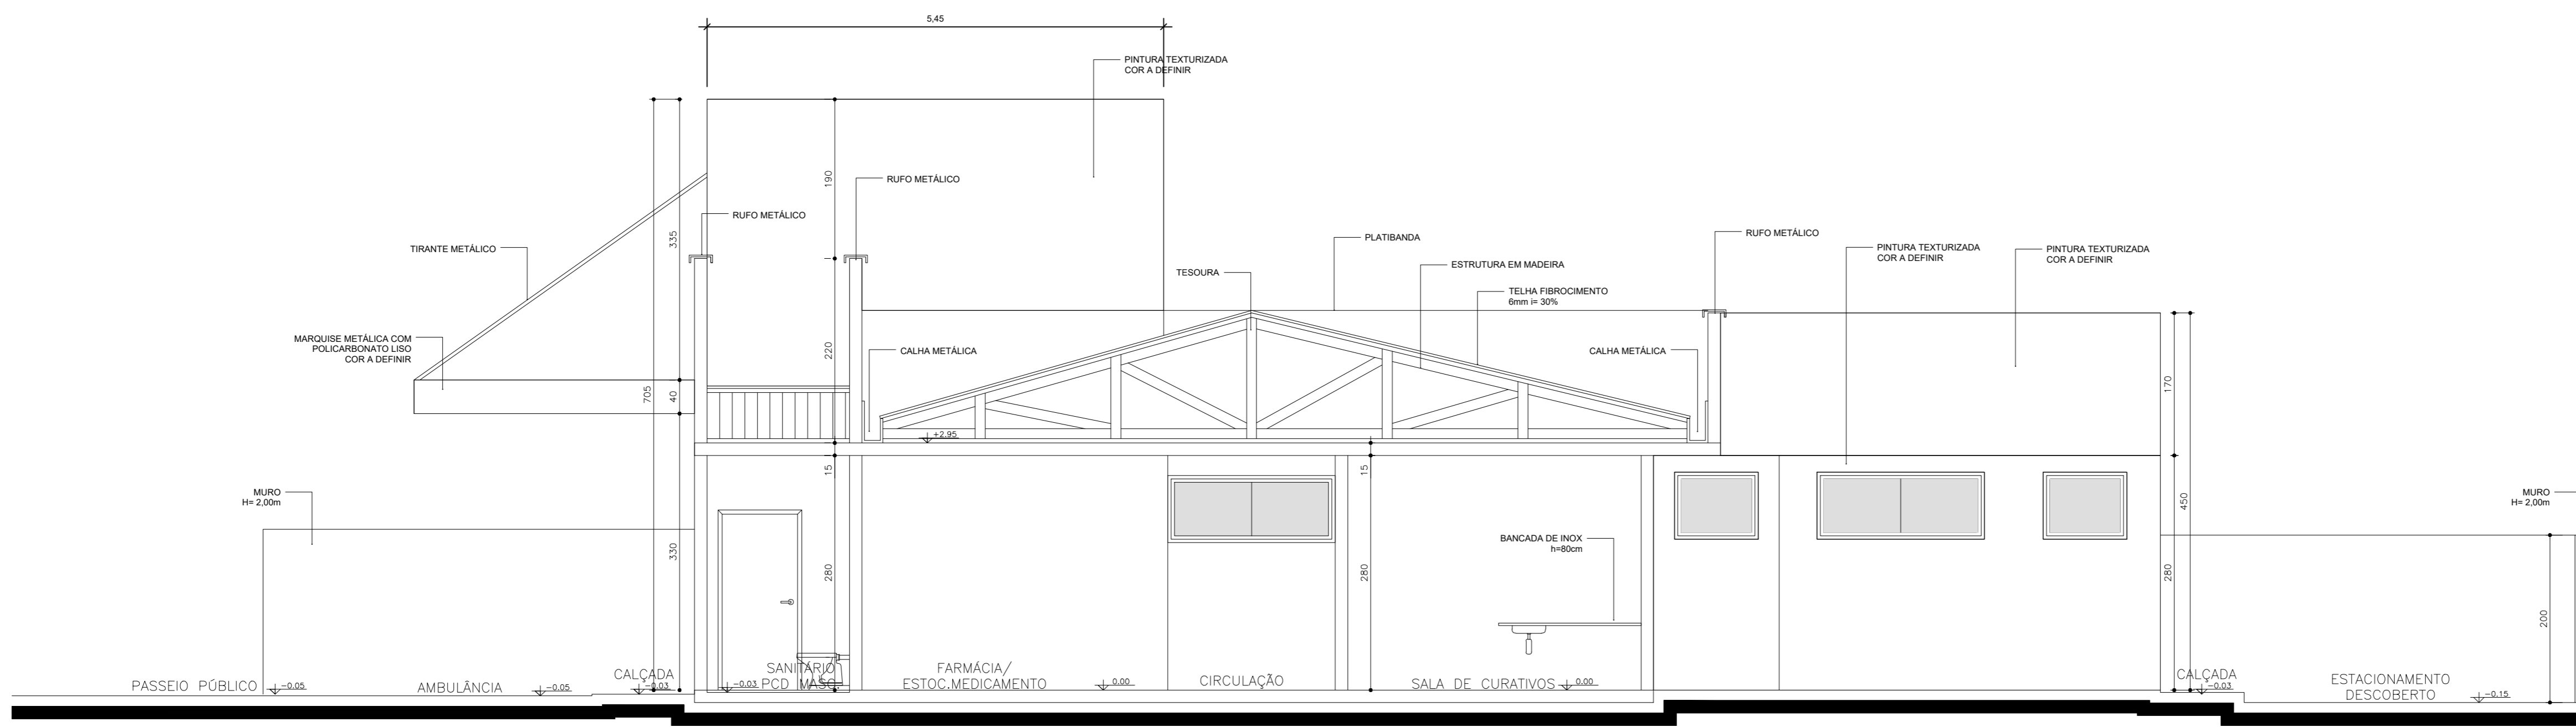 5,45
PINTURA TEXTURIZADA
COR A DEFINIR
190
RUFO METÁLICO
RUFO METÁLICO
335
TIRANTE METÁLICO
PLATIBANDA
RUFO METÁLICO
PINTURA TEXTURIZADA
COR A DEFINIR
PINTURA TEXTURIZADA
COR A DEFINIR
TESOURA
ESTRUTURA EM MADEIRA
TELHA FIBROCIMENTO
6mm i= 30%
MARQUISE METÁLICA COM
POLICARBONATO LISO
COR A DEFINIR
220
CALHA METÁLICA
CALHA METÁLICA
705
40
170
+2.95
15
15
450
MURO
H= 2,00m
MURO
H= 2,00m
330
280
280
BANCADA DE INOX
h=80cm
280
200
PASSEIO PÚBLICO
-0.05
AMBULÂNCIA
-0.05
CALÇADA
-0.03
-0.03
SANITÁRIO
PCD MASC.
FARMÁCIA/
ESTOC.MEDICAMENTO
0.00
CIRCULAÇÃO
SALA DE CURATIVOS
0.00
CALÇADA
-0.03
ESTACIONAMENTO
DESCOBERTO
-0.15